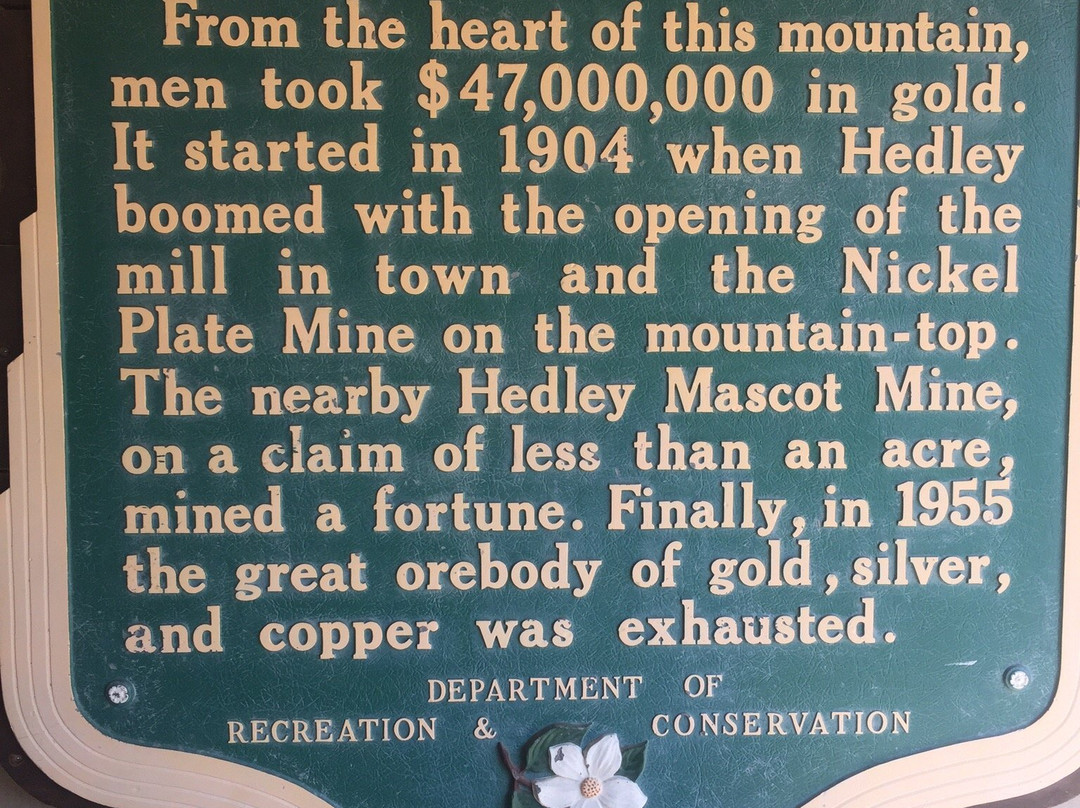 From the heart of this mountain,
men took $47,000,000 in gold.
It started in 1904 when Hedley
boomed with the opening of the
mill in town and the Nickel
Plate Mine on the mountain-top.
The nearby Hedley Mascot Mine,
on a claim of less than an acre,
mined a fortune. Finally, in 1955
the great orebody of gold, silver,
and copper was exhausted.
DEPARTMENT OF
RECREATION & CONSERVATION